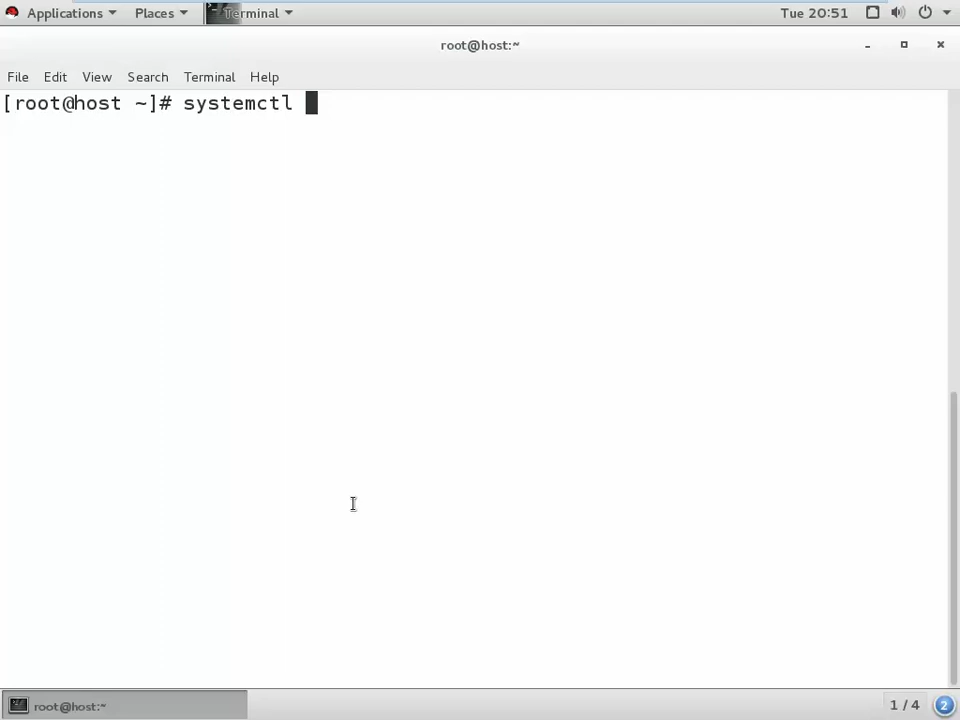 Applications Places Terminal Tue 20:51
root@host:~
File Edit View Search Terminal Help
[root@host ~]# systemctl
root@host:~ 1 / 4 2